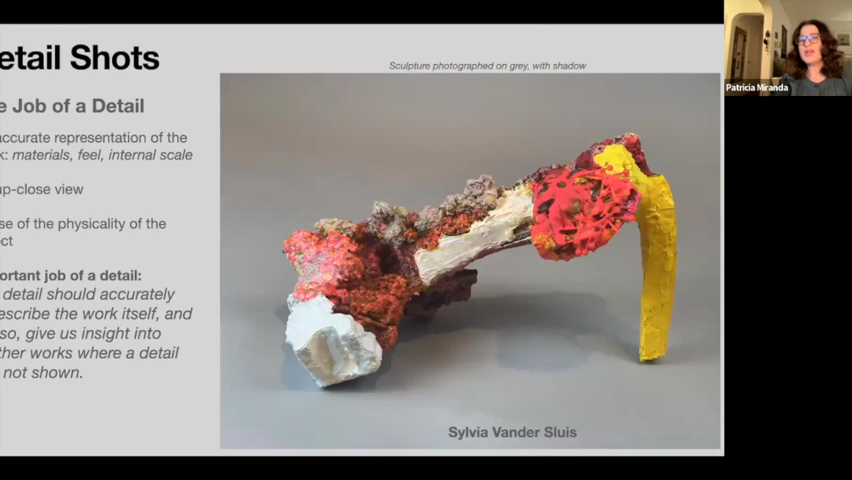 etail Shots
Sculpture photographed on grey, with shadow
Patricia Miranda
e Job of a Detail
accurate representation of the
k: materials, feel, internal scale
up-close view
se of the physicality of the
ect
ortant job of a detail:
detail should accurately
escribe the work itself, and
so, give us insight into
ther works where a detail
not shown.
Sylvia Vander Sluis